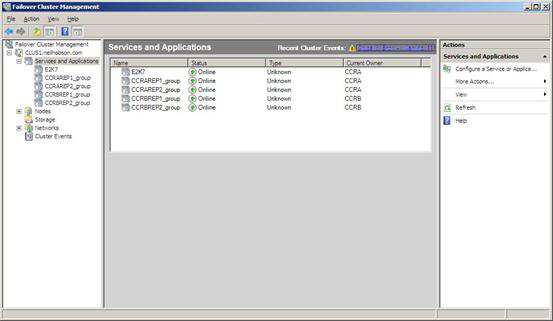 Failover Cluster Management
File Action View Help
Failover Cluster Management
CLUS1.neilhobson.com
Services and Applications
E2K7
CCRAREP1_group
CCRAREP2_group
CCRBREP1_group
CCRBREP2_group
Nodes
Storage
Networks
Cluster Events
Services and Applications
Recent Cluster Events:
Name Status Type Current Owner
E2K7 Online Unknown CCRA
CCRAREP1_group Online Unknown CCRA
CCRAREP2_group Online Unknown CCRA
CCRBREP1_group Online Unknown CCRB
CCRBREP2_group Online Unknown CCRB
Actions
Services and Applications
Configure a Service or Applica...
More Actions...
View
Refresh
Help